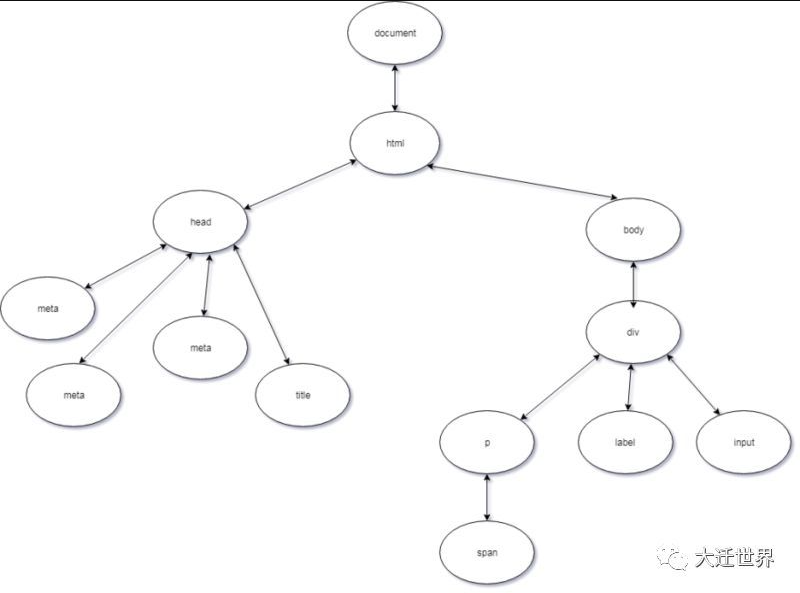 document
html
head
body
meta
meta
meta
title
div
p
label
input
span
大迁世界